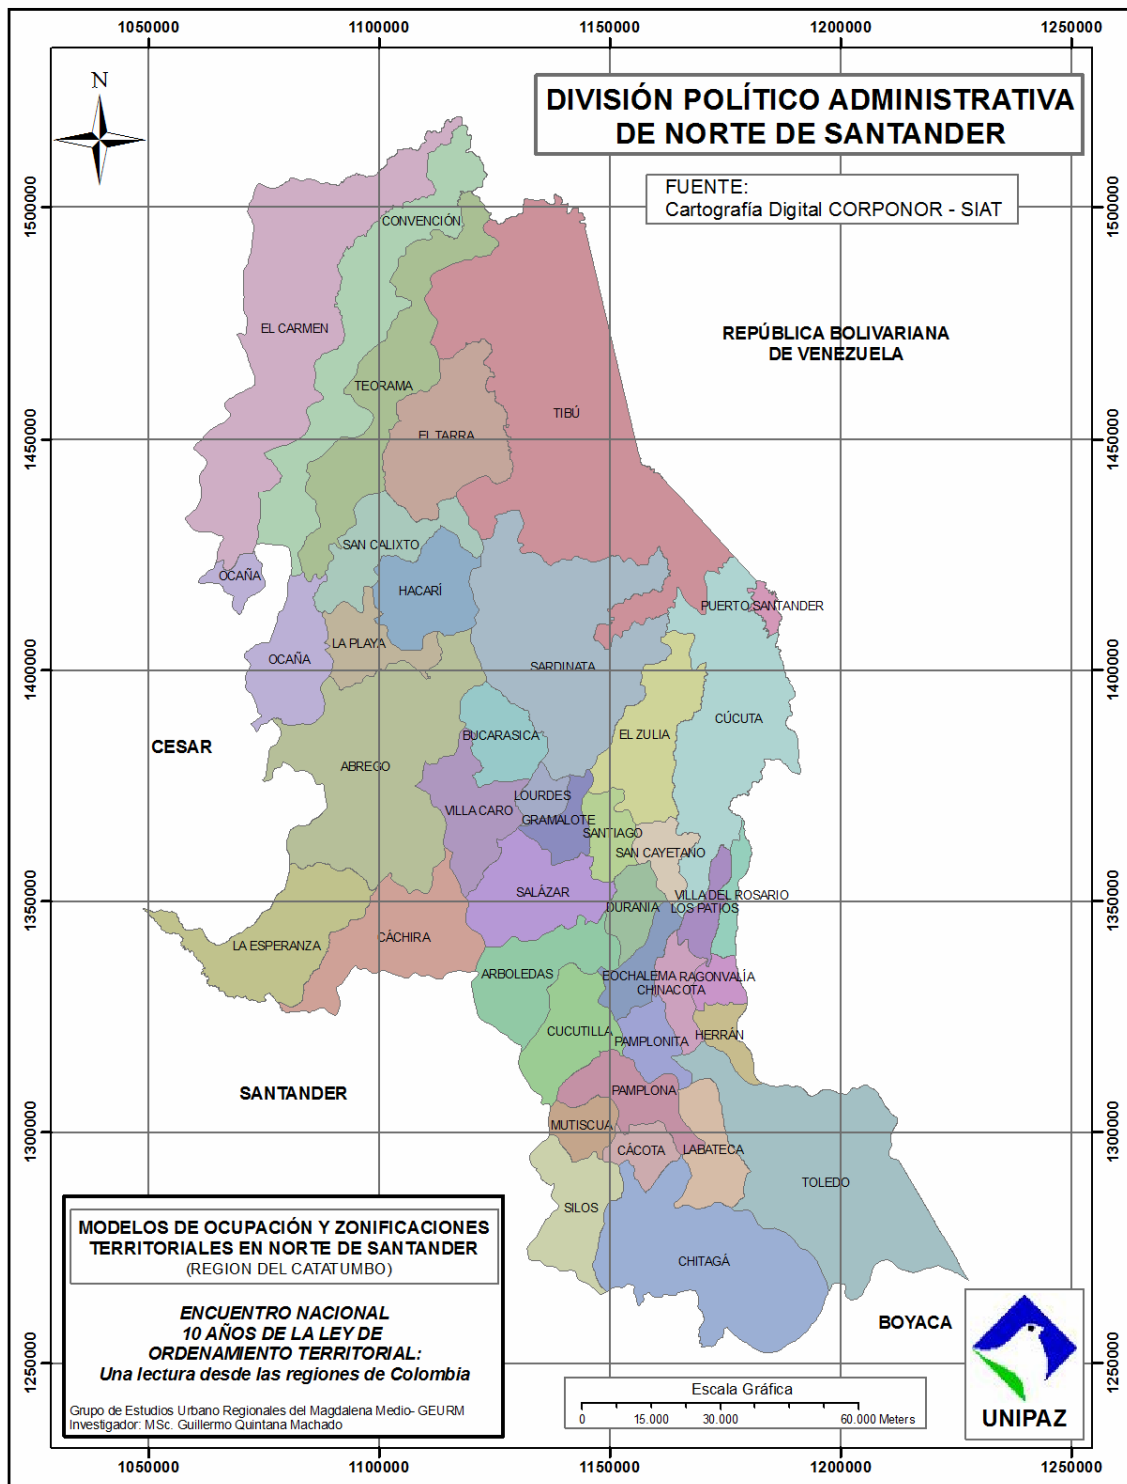 1050000
1100000
1150000
1200000
1250000
N
DIVISIÓN POLÍTICO ADMINISTRATIVA
DE NORTE DE SANTANDER
FUENTE:
Cartografía Digital CORPONOR - SIAT
1500000
1500000
CONVENCIÓN
EL CARMEN
REPÚBLICA BOLIVARIANA
DE VENEZUELA
TEORAMA
TIBÚ
EL TARRA
1450000
1450000
SAN CALIXTO
OCAÑA
HACARÍ
PUERTO SANTANDER
LA PLAYA
OCAÑA
SARDINATA
1400000
1400000
CÚCUTA
BUCARASICA
EL ZULIA
CESAR
ABREGO
LOURDES
VILLA CARO
GRAMALOTE
SANTIAGO
SAN CAYETANO
SALÁZAR
VILLA DEL ROSARIO
DURANIA
LOS PATIOS
1350000
1350000
CÁCHIRA
LA ESPERANZA
ARBOLEDAS
BOCHALEMA
RAGONVALÍA
CHINACOTA
CUCUTILLA
PAMPLONITA
HERRÁN
SANTANDER
PAMPLONA
MUTISCUA
1300000
1300000
CÁCOTA
LABATECA
TOLEDO
SILOS
CHITAGÁ
BOYACA
MODELOS DE OCUPACIÓN Y ZONIFICACIONES
TERRITORIALES EN NORTE DE SANTANDER
(REGION DEL CATATUMBO)
ENCUENTRO NACIONAL
10 AÑOS DE LA LEY DE
ORDENAMIENTO TERRITORIAL:
Una lectura desde las regiones de Colombia
Grupo de Estudios Urbano Regionales del Magdalena Medio- GEURM
Investigador: MSc. Guillermo Quintana Machado
1250000
1250000
Escala Gráfica
0 15.000 30.000 60.000 Meters
UNIPAZ
1050000
1100000
1150000
1200000
1250000